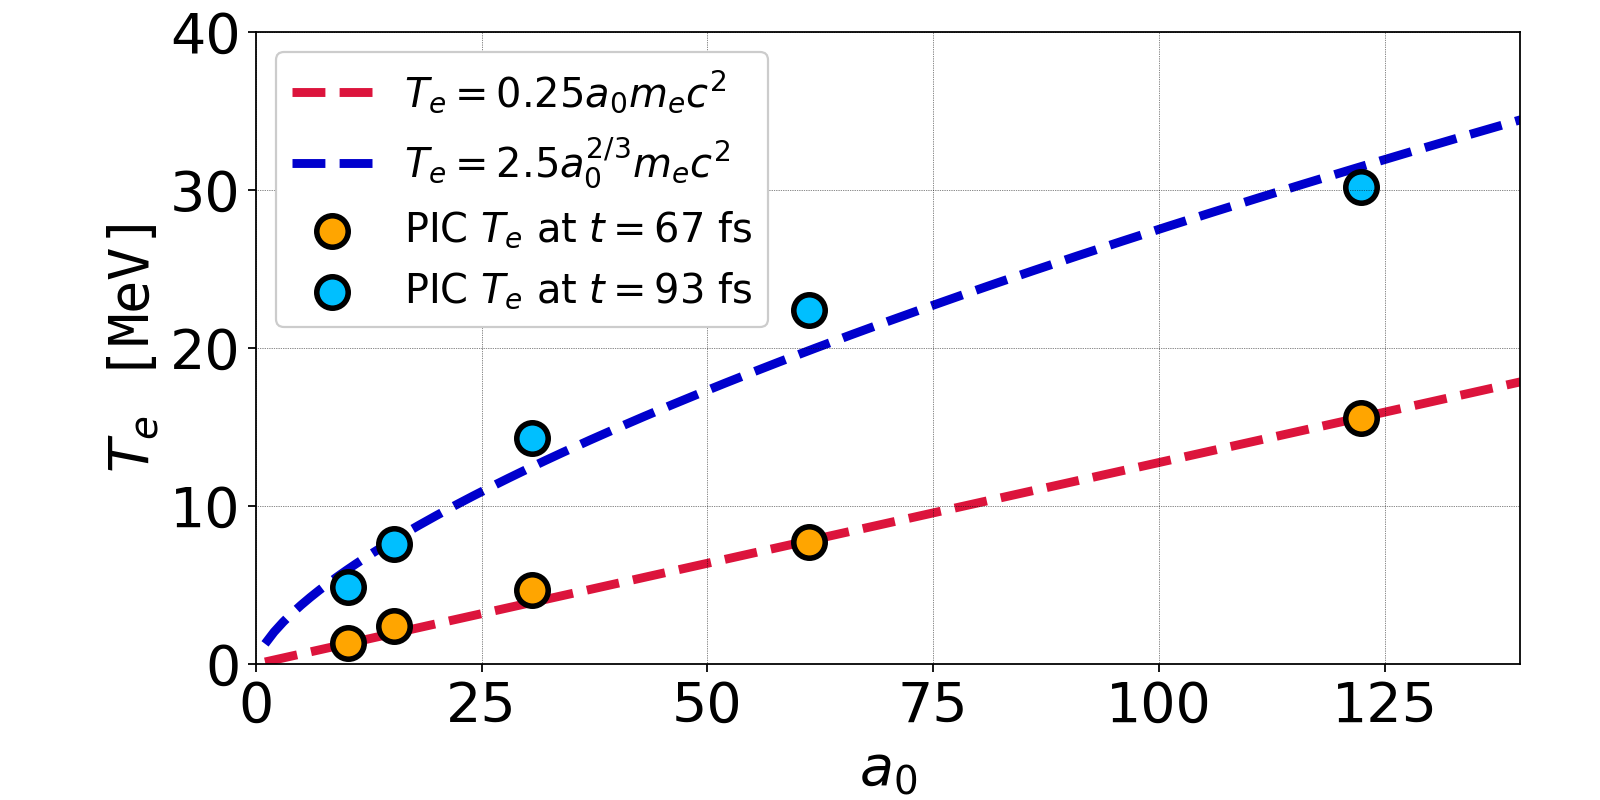 40
30
20
10
0
T_e [MeV]
T_e = 0.25a_0m_ec^2
T_e = 2.5a_0^{2/3}m_ec^2
PIC T_e at t = 67 fs
PIC T_e at t = 93 fs
0 25 50 75 100 125
a_0